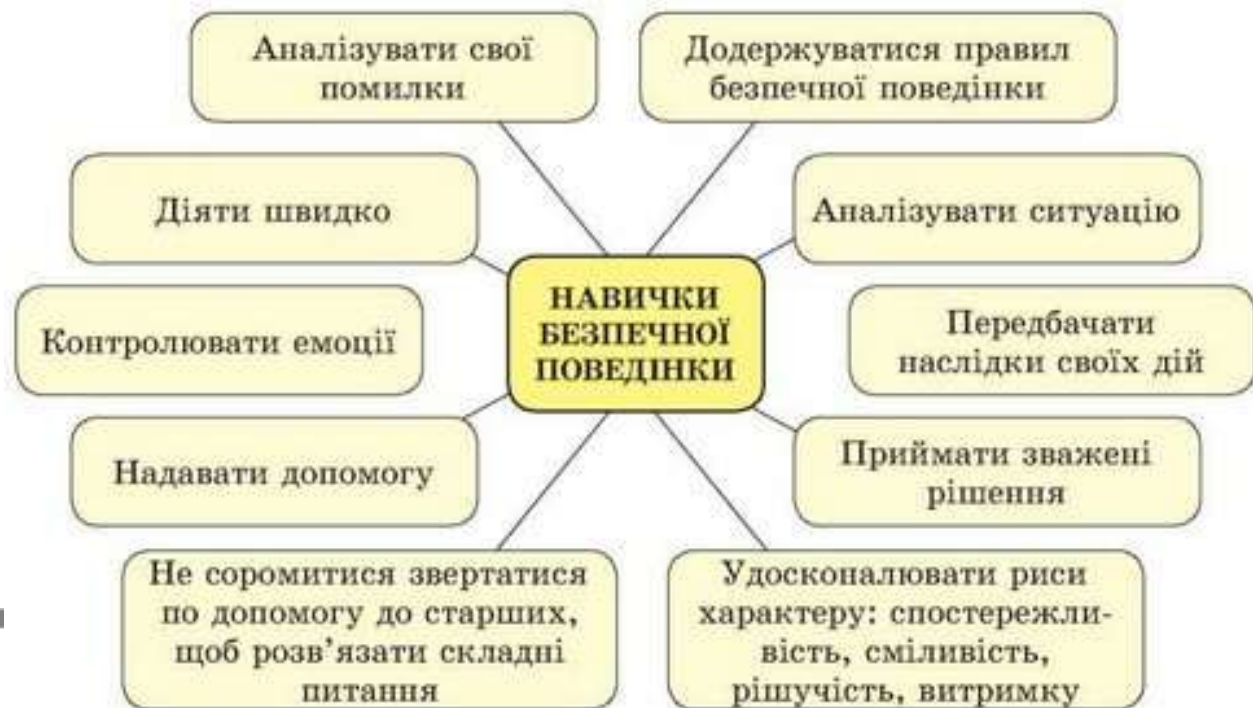 Аналізувати свої
помилки
Додержуватися правил
безпечної поведінки
Діяти швидко
Аналізувати ситуацію
НАВИЧКИ
БЕЗПЕЧНОЇ
ПОВЕДІНКИ
Контролювати емоції
Передбачати
наслідки своїх дій
Надавати допомогу
Приймати зважені
рішення
Не соромитися звертатися
по допомогу до старших,
щоб розв’язати складні
питання
Удосконалювати риси
характеру: спостережли-
вість, сміливість,
рішучість, витримку